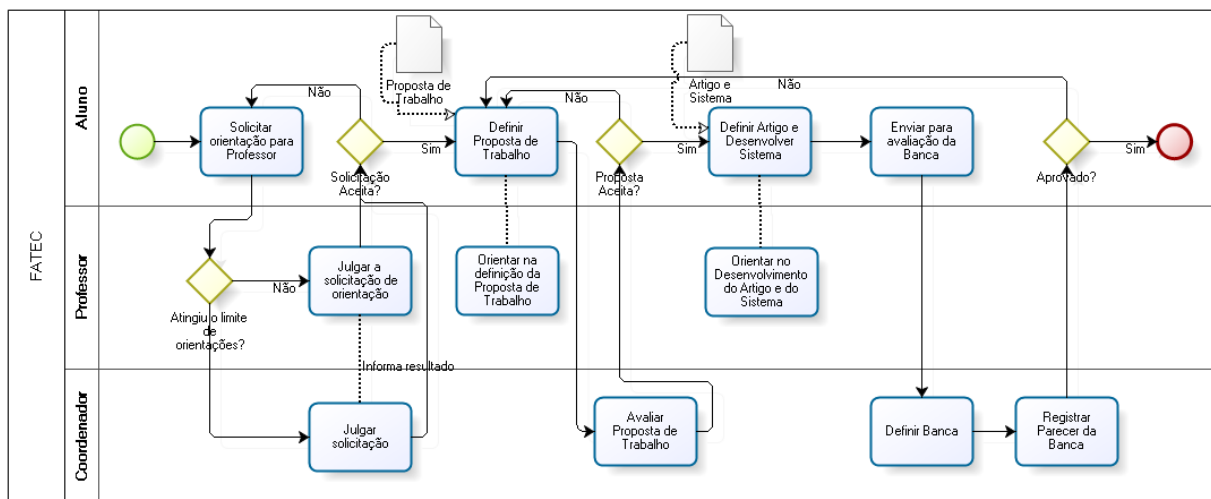 FATEC
Aluno
Proposta de
Trabalho
Artigo e
Sistema
Não
Não
Não
Solicitar
orientação para
Professor
Solicitação
Aceita?
Sim
Definir
Proposta de
Trabalho
Proposta
Aceita?
Sim
Definir Artigo e
Desenvolver
Sistema
Enviar para
avaliação da
Banca
Aprovado?
Sim
Professor
Atingiu o limite
de
orientações?
Não
Julgar a
solicitação de
orientação
Orientar na
definição da
Proposta de
Trabalho
Orientar no
Desenvolvimento
do Artigo e do
Sistema
Informa resultado
Coordenador
Julgar
solicitação
Avaliar
Proposta de
Trabalho
Definir Banca
Registrar
Parecer da
Banca